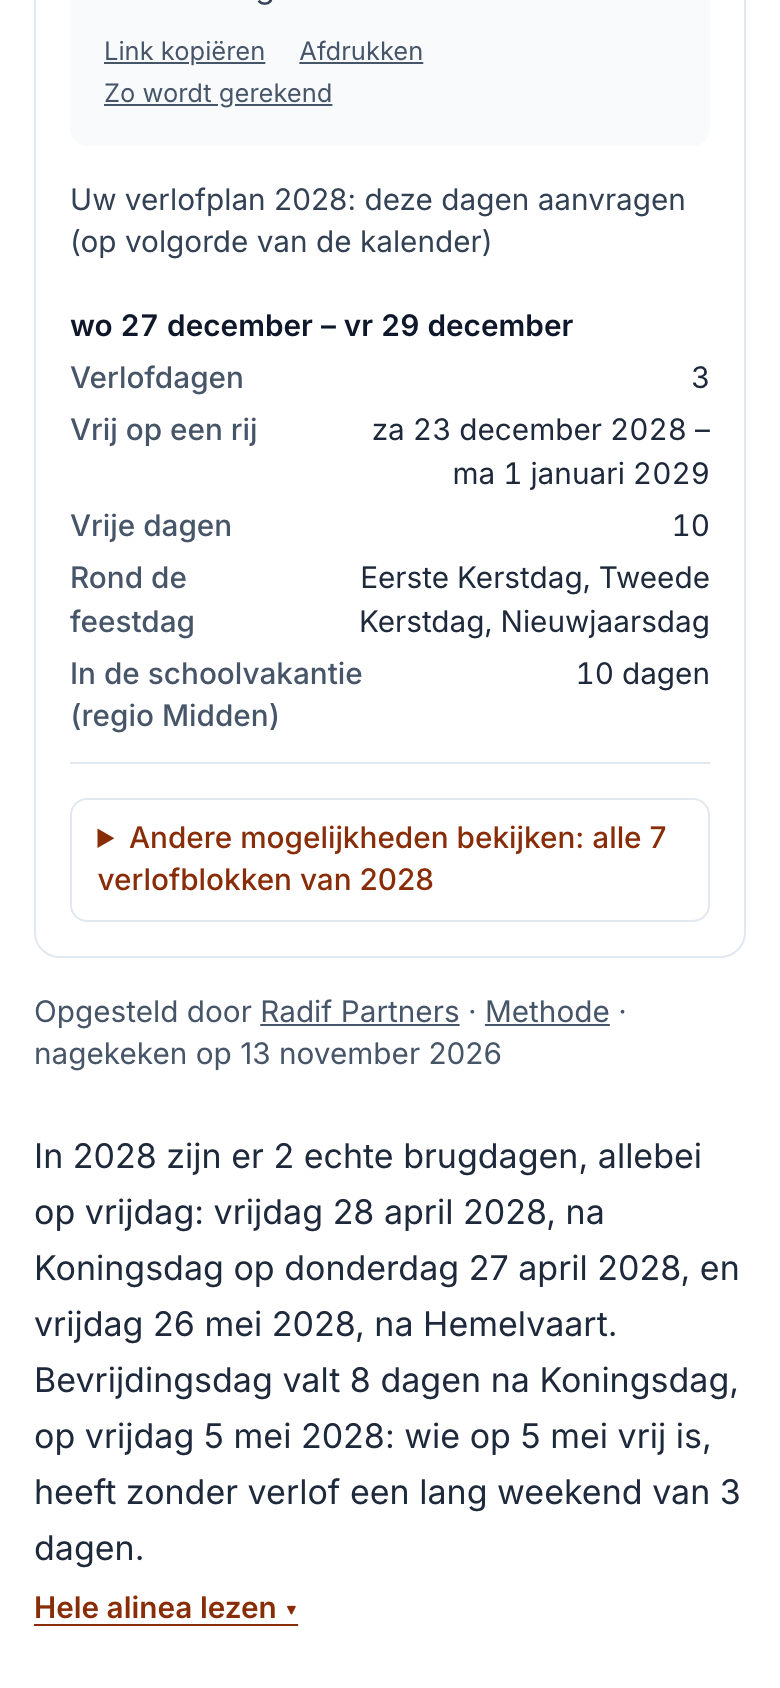 Link kopiëren Afdrukken
Zo wordt gerekend
Uw verlofplan 2028: deze dagen aanvragen
(op volgorde van de kalender)
wo 27 december – vr 29 december
Verlofdagen 3
Vrij op een rij za 23 december 2028 –
ma 1 januari 2029
Vrije dagen 10
Rond de Eerste Kerstdag, Tweede
feestdag Kerstdag, Nieuwjaarsdag
In de schoolvakantie 10 dagen
(regio Midden)
▶ Andere mogelijkheden bekijken: alle 7
verlofblokken van 2028
Opgesteld door Radif Partners · Methode ·
nagekeken op 13 november 2026
In 2028 zijn er 2 echte brugdagen, allebei
op vrijdag: vrijdag 28 april 2028, na
Koningsdag op donderdag 27 april 2028, en
vrijdag 26 mei 2028, na Hemelvaart.
Bevrijdingsdag valt 8 dagen na Koningsdag,
op vrijdag 5 mei 2028: wie op 5 mei vrij is,
heeft zonder verlof een lang weekend van 3
dagen.
Hele alinea lezen ▾